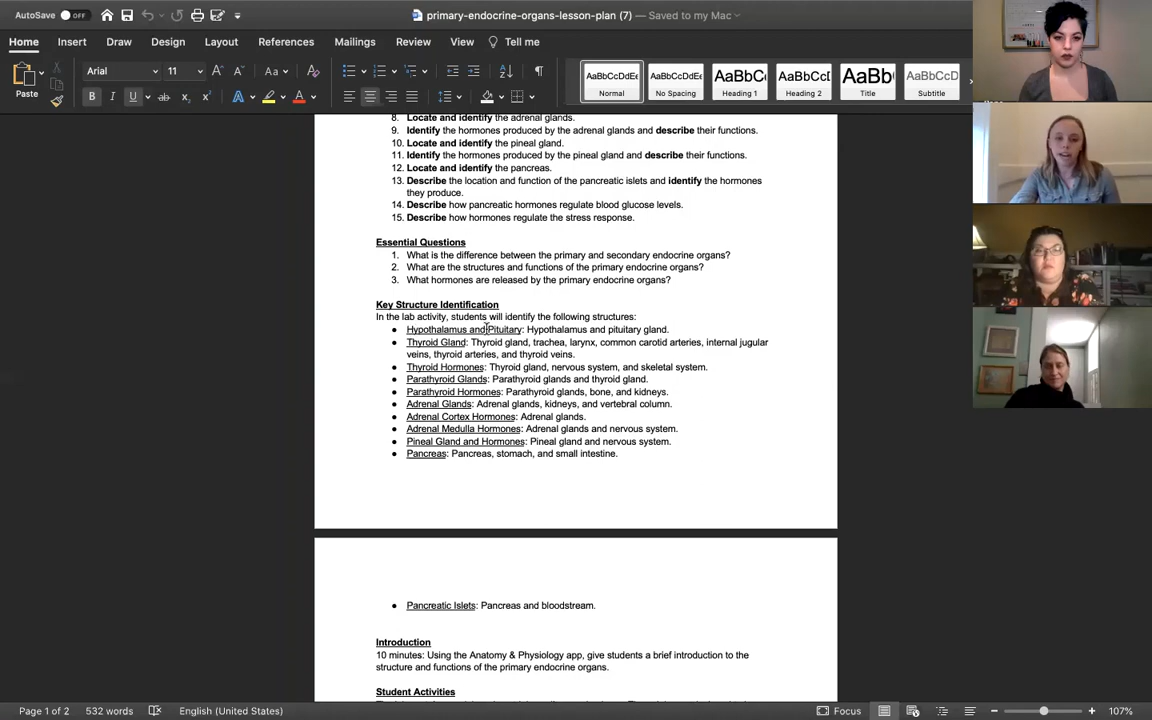 AutoSave OFF
primary-endocrine-organs-lesson-plan (7) — Saved to my Mac
Home Insert Draw Design Layout References Mailings Review View Tell me
Paste
Arial 11
AaBbCcDdEe AaBbCcDdEe AaBbC AaBbCcI AaBb AaBbCcD
Normal No Spacing Heading 1 Heading 2 Title Subtitle
8. Locate and identify the adrenal glands.
9. Identify the hormones produced by the adrenal glands and describe their functions.
10. Locate and identify the pineal gland.
11. Identify the hormones produced by the pineal gland and describe their functions.
12. Locate and identify the pancreas.
13. Describe the location and function of the pancreatic islets and identify the hormones
they produce.
14. Describe how pancreatic hormones regulate blood glucose levels.
15. Describe how hormones regulate the stress response.
Essential Questions
1. What is the difference between the primary and secondary endocrine organs?
2. What are the structures and functions of the primary endocrine organs?
3. What hormones are released by the primary endocrine organs?
Key Structure Identification
In the lab activity, students will identify the following structures:
● Hypothalamus and Pituitary: Hypothalamus and pituitary gland.
● Thyroid Gland: Thyroid gland, trachea, larynx, common carotid arteries, internal jugular
veins, thyroid arteries, and thyroid veins.
● Thyroid Hormones: Thyroid gland, nervous system, and skeletal system.
● Parathyroid Glands: Parathyroid glands and thyroid gland.
● Parathyroid Hormones: Parathyroid glands, bone, and kidneys.
● Adrenal Glands: Adrenal glands, kidneys, and vertebral column.
● Adrenal Cortex Hormones: Adrenal glands.
● Adrenal Medulla Hormones: Adrenal glands and nervous system.
● Pineal Gland and Hormones: Pineal gland and nervous system.
● Pancreas: Pancreas, stomach, and small intestine.
● Pancreatic Islets: Pancreas and bloodstream.
Introduction
10 minutes: Using the Anatomy & Physiology app, give students a brief introduction to the
structure and functions of the primary endocrine organs.
Student Activities
Page 1 of 2 532 words English (United States) Focus 107%